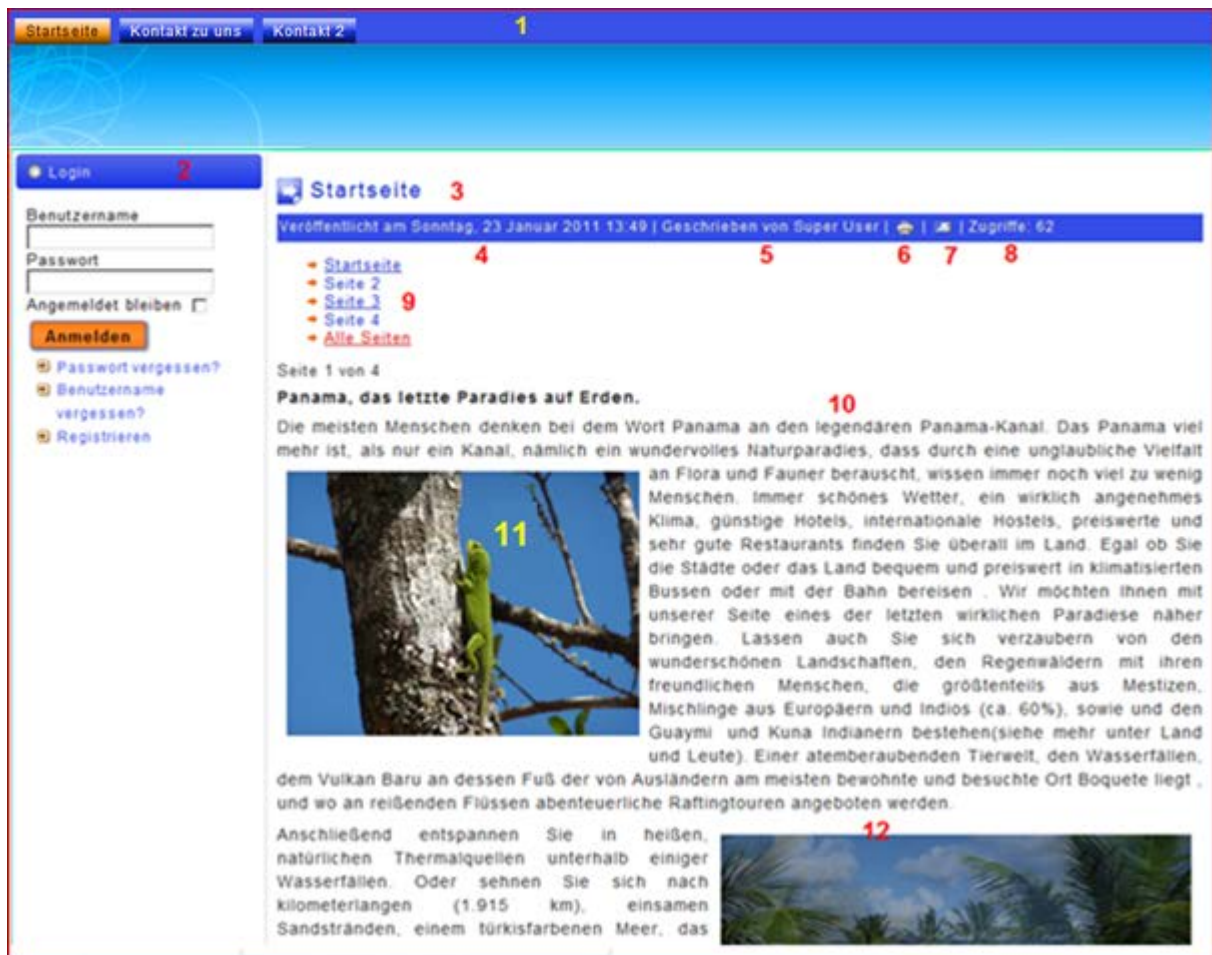 Startseite Kontakt zu uns Kontakt 2 1
Login 2
Benutzername
Passwort
Angemeldet bleiben
Anmelden
Passwort vergessen?
Benutzername
vergessen?
Registrieren
Startseite 3
Veröffentlicht am Sonntag, 23 Januar 2011 13:49 | Geschrieben von Super User | | | Zugriffe: 62
4 5 6 7 8
Startseite
Seite 2
Seite 3 9
Seite 4
Alle Seiten
Seite 1 von 4
Panama, das letzte Paradies auf Erden.
10
Die meisten Menschen denken bei dem Wort Panama an den legendären Panama-Kanal. Das Panama viel
mehr ist, als nur ein Kanal, nämlich ein wundervolles Naturparadies, dass durch eine unglaubliche Vielfalt
an Flora und Fauner berauscht, wissen immer noch viel zu wenig
Menschen. Immer schönes Wetter, ein wirklich angenehmes
Klima, günstige Hotels, internationale Hostels, preiswerte und
sehr gute Restaurants finden Sie überall im Land. Egal ob Sie
die Städte oder das Land bequem und preiswert in klimatisierten
Bussen oder mit der Bahn bereisen . Wir möchten Ihnen mit
unserer Seite eines der letzten wirklichen Paradiese näher
bringen. Lassen auch Sie sich verzaubern von den
wunderschönen Landschaften, den Regenwäldern mit ihren
freundlichen Menschen, die größtenteils aus Mestizen,
Mischlinge aus Europäern und Indios (ca. 60%), sowie und den
Guaymi und Kuna Indianern bestehen(siehe mehr unter Land
und Leute). Einer atemberaubenden Tierwelt, den Wasserfällen,
dem Vulkan Baru an dessen Fuß der von Ausländern am meisten bewohnte und besuchte Ort Boquete liegt ,
und wo an reißenden Flüssen abenteuerliche Raftingtouren angeboten werden.
11
12
Anschließend entspannen Sie in heißen,
natürlichen Thermalquellen unterhalb einiger
Wasserfällen. Oder sehnen Sie sich nach
kilometerlangen (1.915 km), einsamen
Sandstränden, einem türkisfarbenen Meer, das